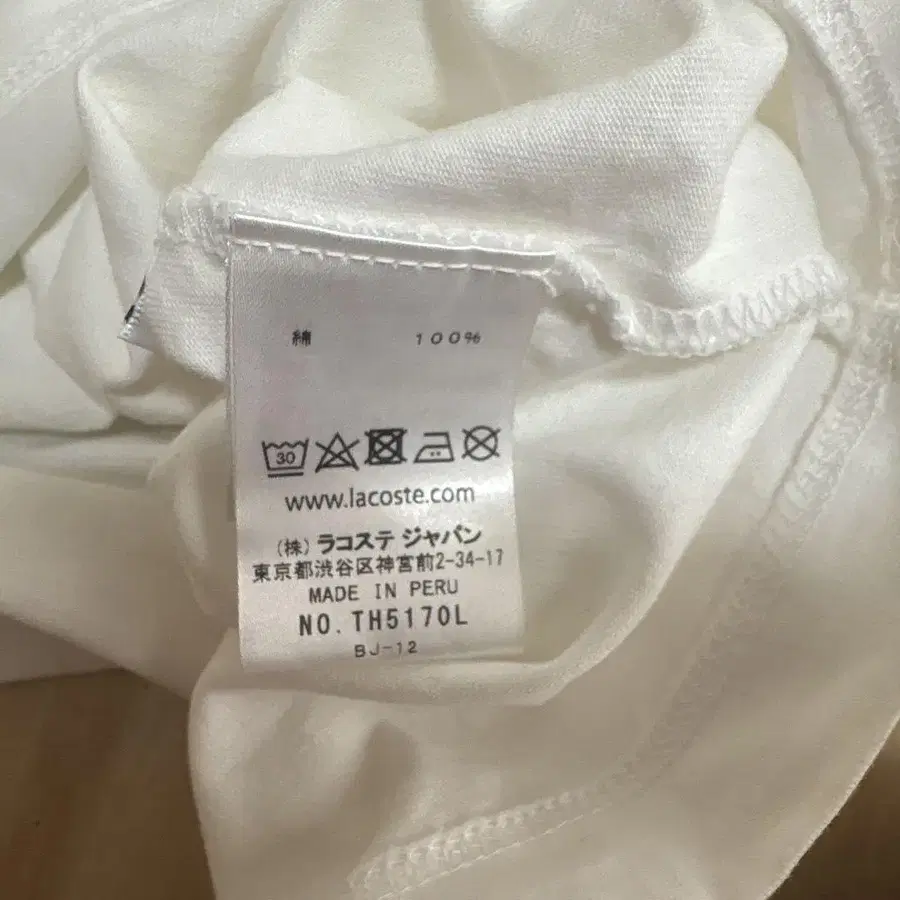 綿 100%
30
www.lacoste.com
(株) ラコステ ジャパン
東京都渋谷区神宮前2-34-17
MADE IN PERU
NO. TH5170L
BJ-12